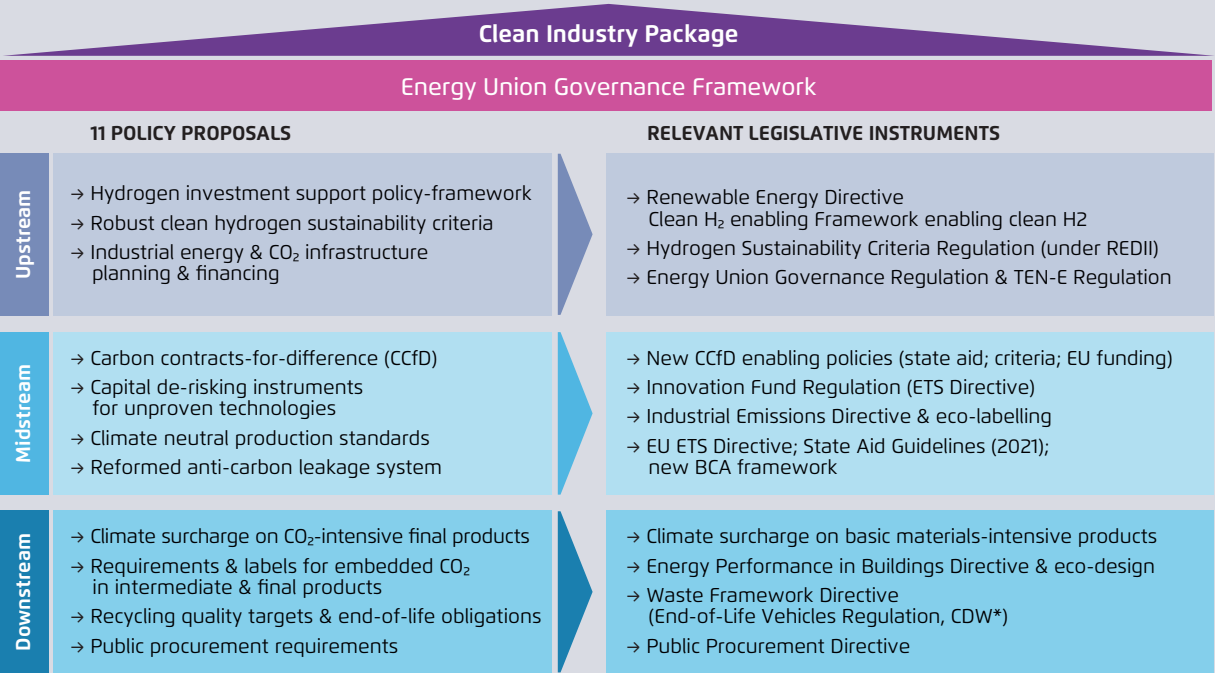 Clean Industry Package
Energy Union Governance Framework
11 POLICY PROPOSALS
RELEVANT LEGISLATIVE INSTRUMENTS
Upstream
→ Hydrogen investment support policy-framework
→ Robust clean hydrogen sustainability criteria
→ Industrial energy & CO₂ infrastructure
planning & financing
→ Renewable Energy Directive
Clean H₂ enabling Framework enabling clean H2
→ Hydrogen Sustainability Criteria Regulation (under REDII)
→ Energy Union Governance Regulation & TEN-E Regulation
Midstream
→ Carbon contracts-for-difference (CCfD)
→ Capital de-risking instruments
for unproven technologies
→ Climate neutral production standards
→ Reformed anti-carbon leakage system
→ New CCfD enabling policies (state aid; criteria; EU funding)
→ Innovation Fund Regulation (ETS Directive)
→ Industrial Emissions Directive & eco-labelling
→ EU ETS Directive; State Aid Guidelines (2021);
new BCA framework
Downstream
→ Climate surcharge on CO₂-intensive final products
→ Requirements & labels for embedded CO₂
in intermediate & final products
→ Recycling quality targets & end-of-life obligations
→ Public procurement requirements
→ Climate surcharge on basic materials-intensive products
→ Energy Performance in Buildings Directive & eco-design
→ Waste Framework Directive
(End-of-Life Vehicles Regulation, CDW*)
→ Public Procurement Directive